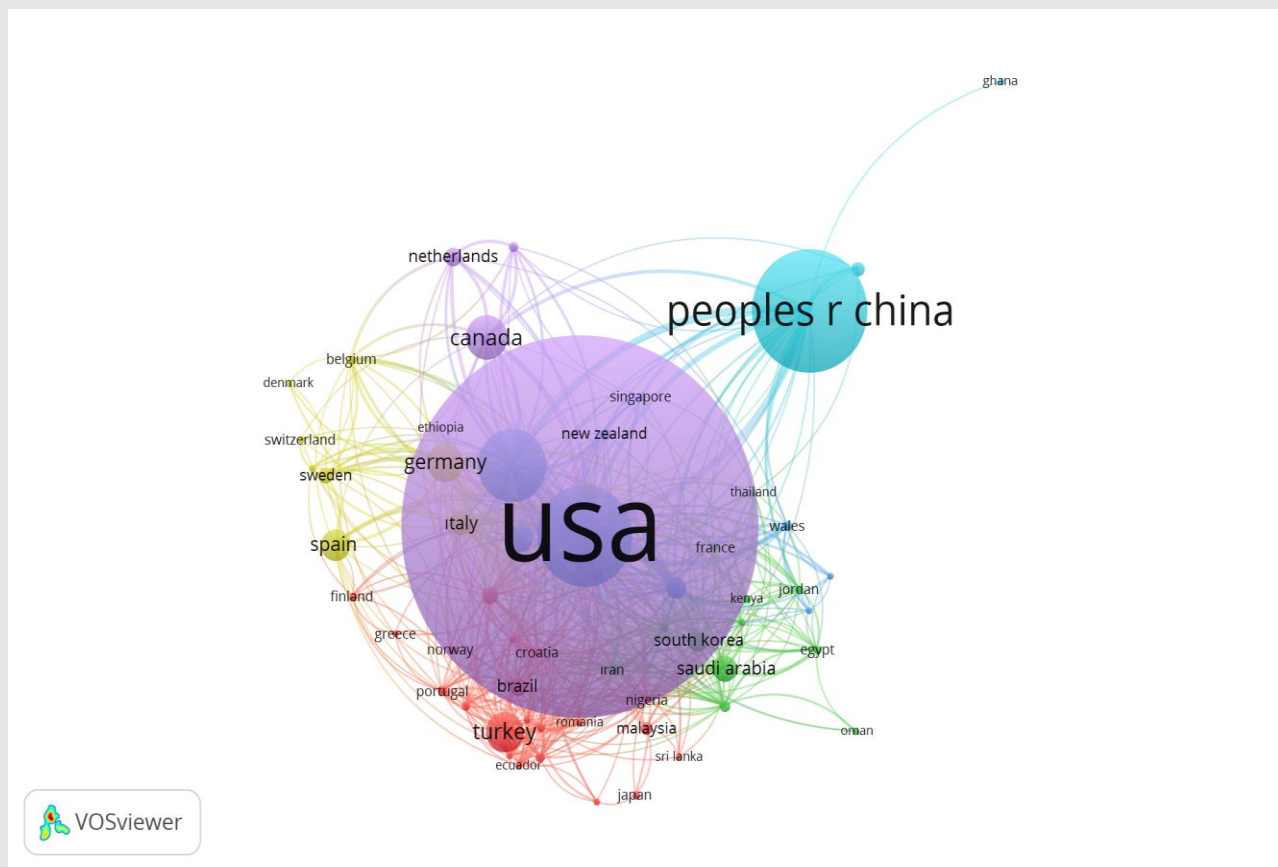 ghana
netherlands
peoples r china
canada
belgium
denmark
singapore
ethiopia
new zealand
switzerland
germany
sweden
thailand
italy
usa
wales
spain
france
jordan
finland
kenya
greece
south korea
norway
croatia
egypt
iran
saudi arabia
brazil
portugal
nigeria
romania
malaysia
turkey
oman
sri lanka
ecuador
japan
VOSviewer